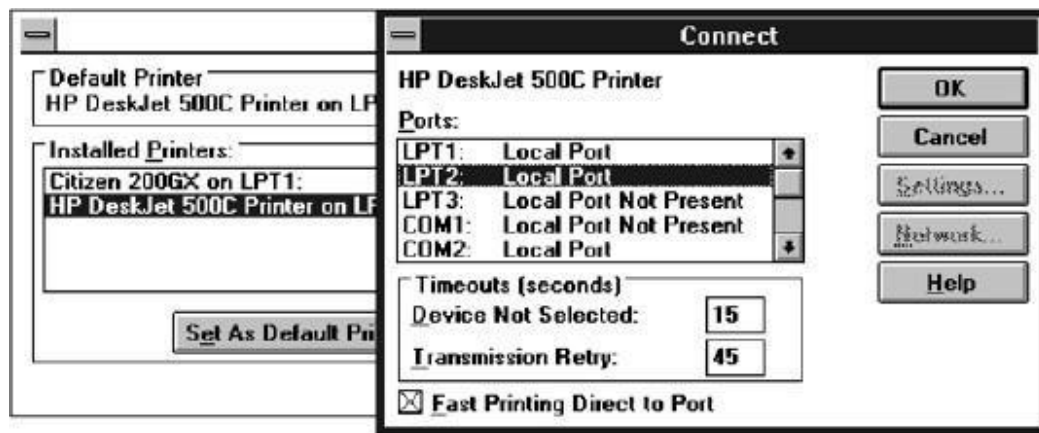 Default Printer
HP DeskJet 500C Printer on LP
Installed Printers:
Citizen 200GX on LPT1:
HP DeskJet 500C Printer on LP
Set As Default Pri
Connect
HP DeskJet 500C Printer
Ports:
LPT1: Local Port
LPT2: Local Port
LPT3: Local Port Not Present
COM1: Local Port Not Present
COM2: Local Port
Timeouts (seconds)
Device Not Selected: 15
Transmission Retry: 45
Fast Printing Direct to Port
OK
Cancel
Settings...
Network...
Help